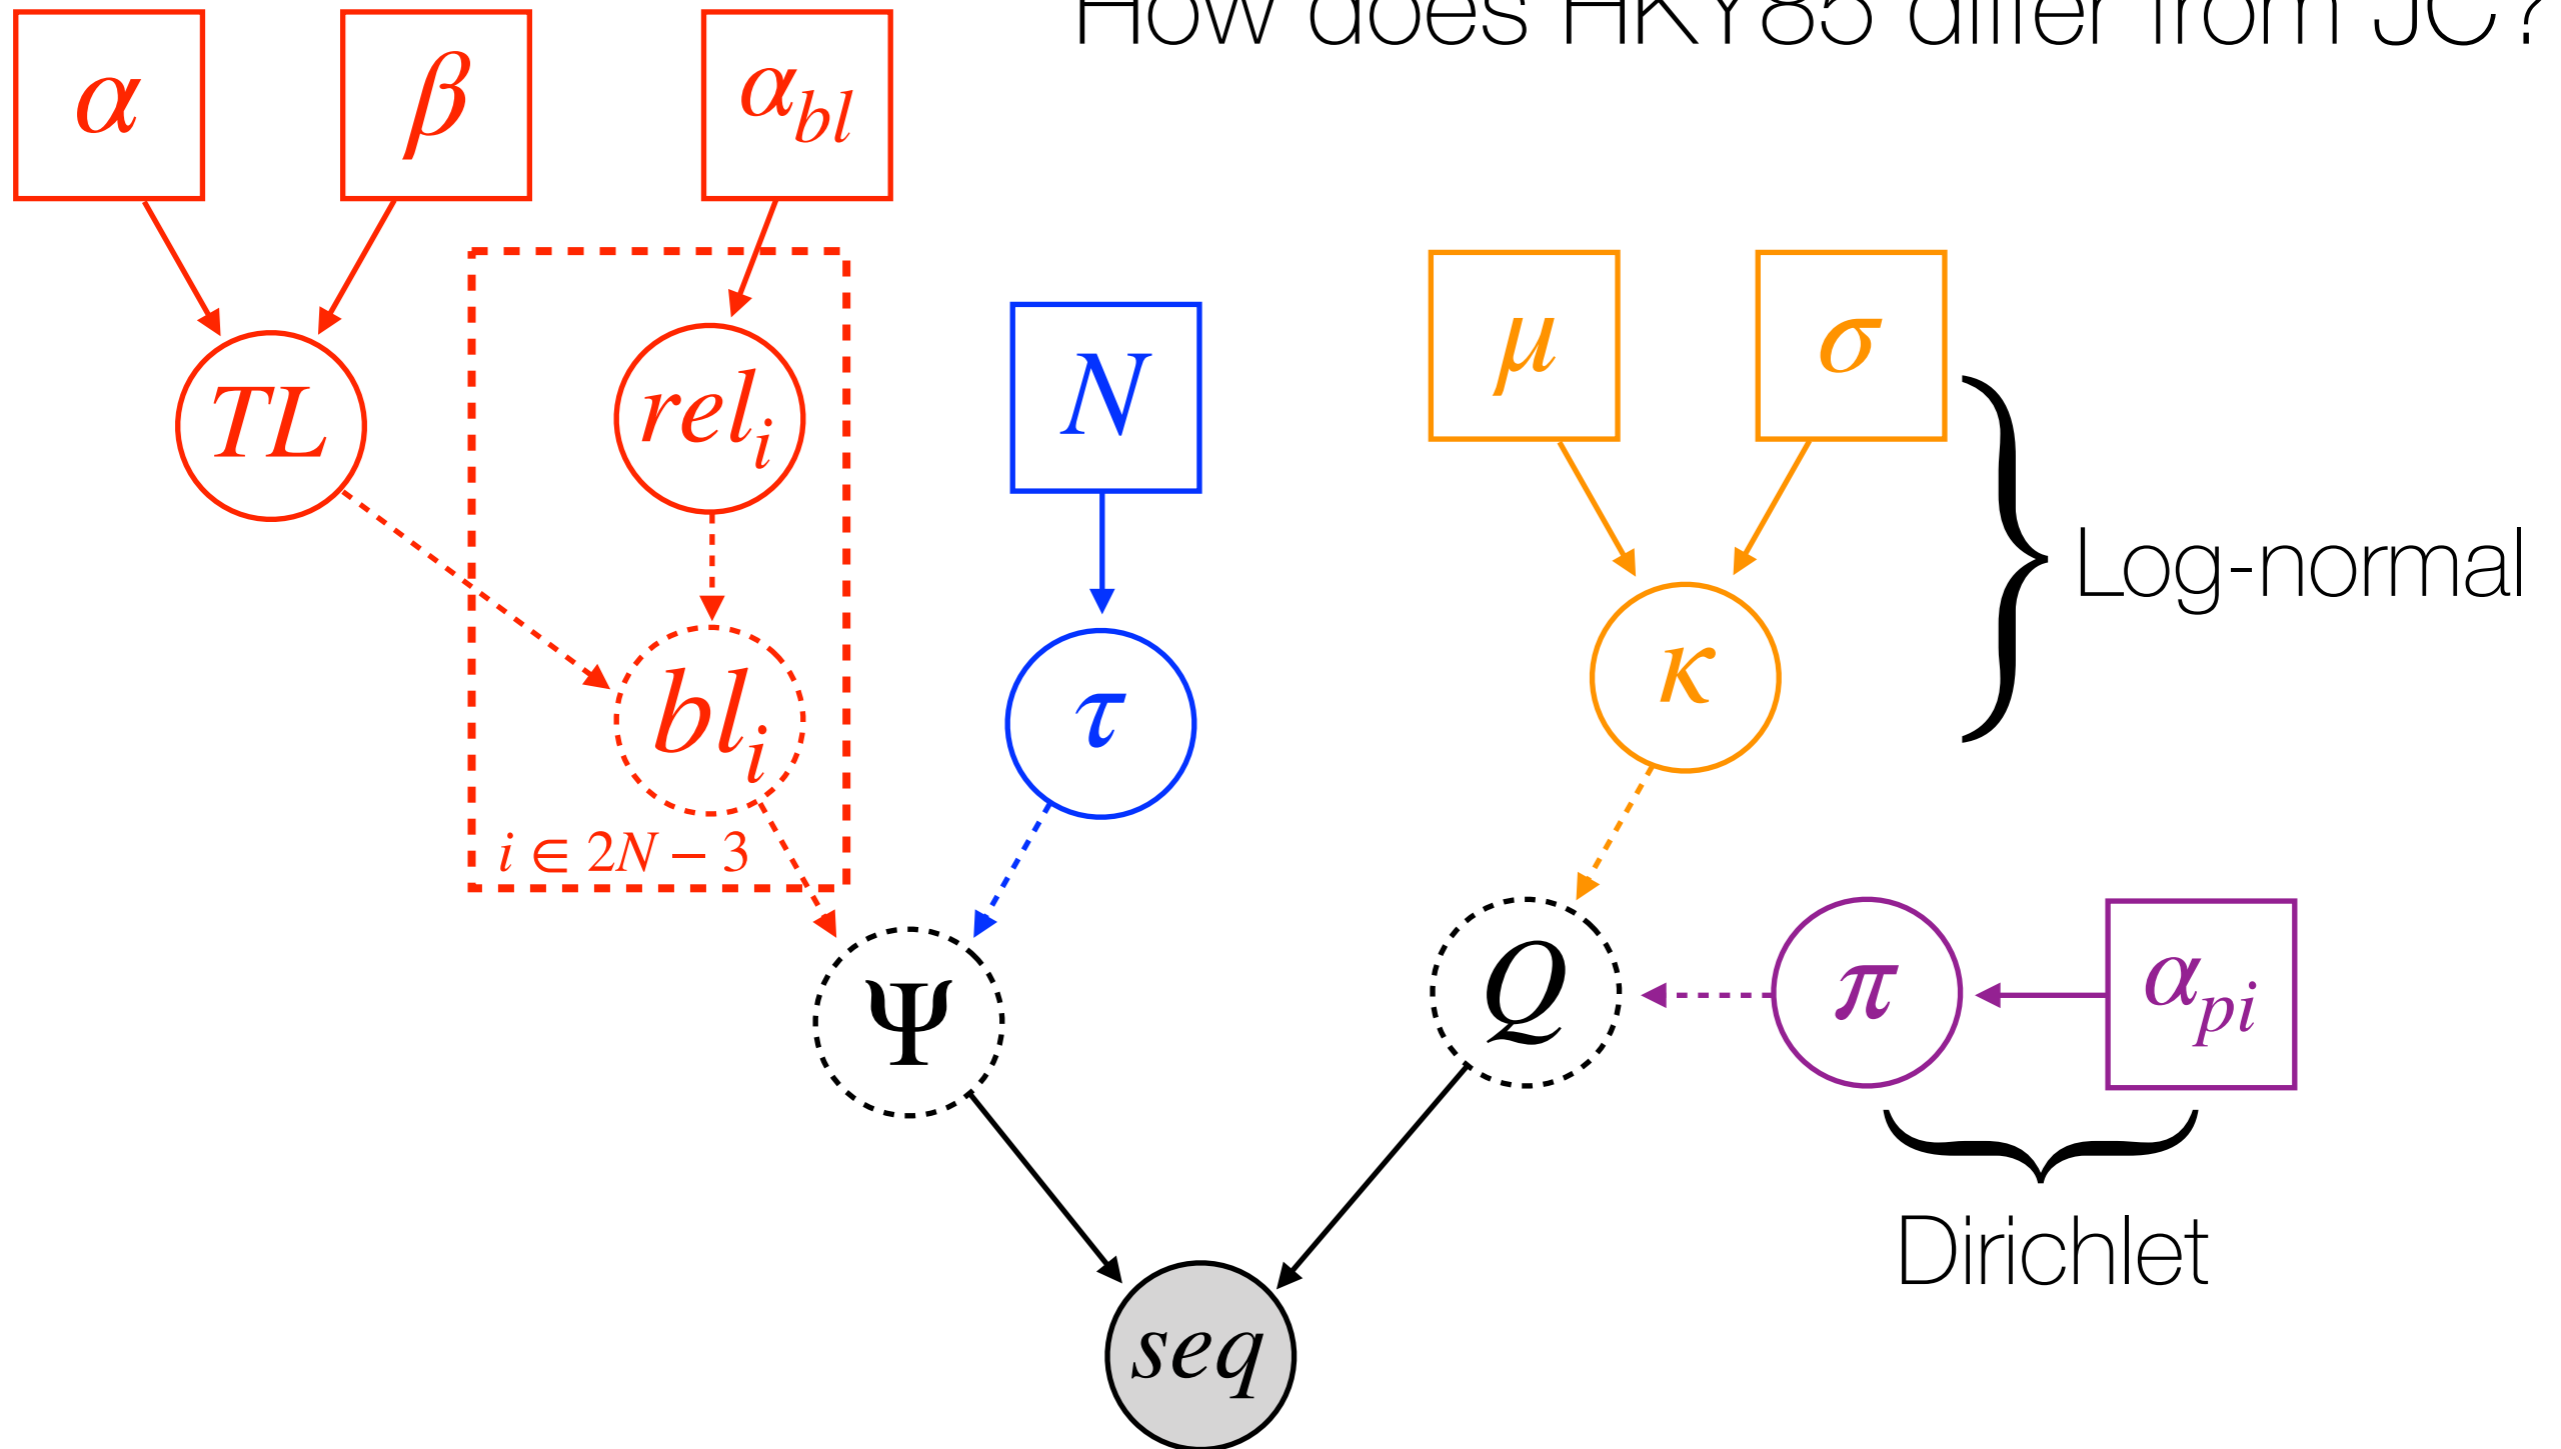 How does HKY85 differ from JC?
α
β
α_bl
TL
rel_i
N
μ
σ
Log-normal
bl_i
τ
κ
i ∈ 2N − 3
Ψ
Q
π
α_pi
Dirichlet
seq